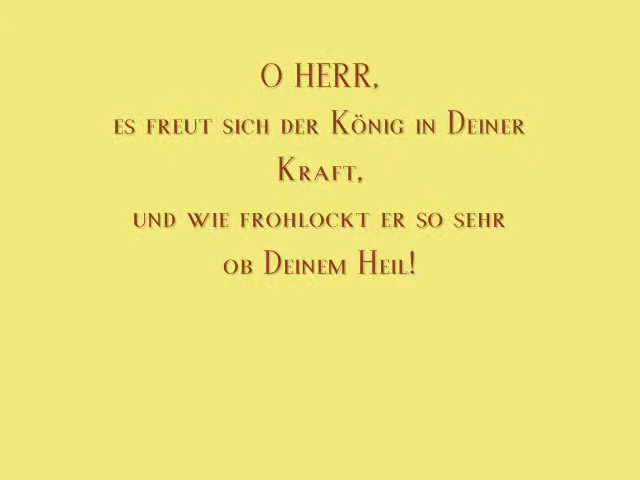 O HERR,
es freut sich der König in Deiner
Kraft,
und wie frohlockt er so sehr
ob Deinem Heil!